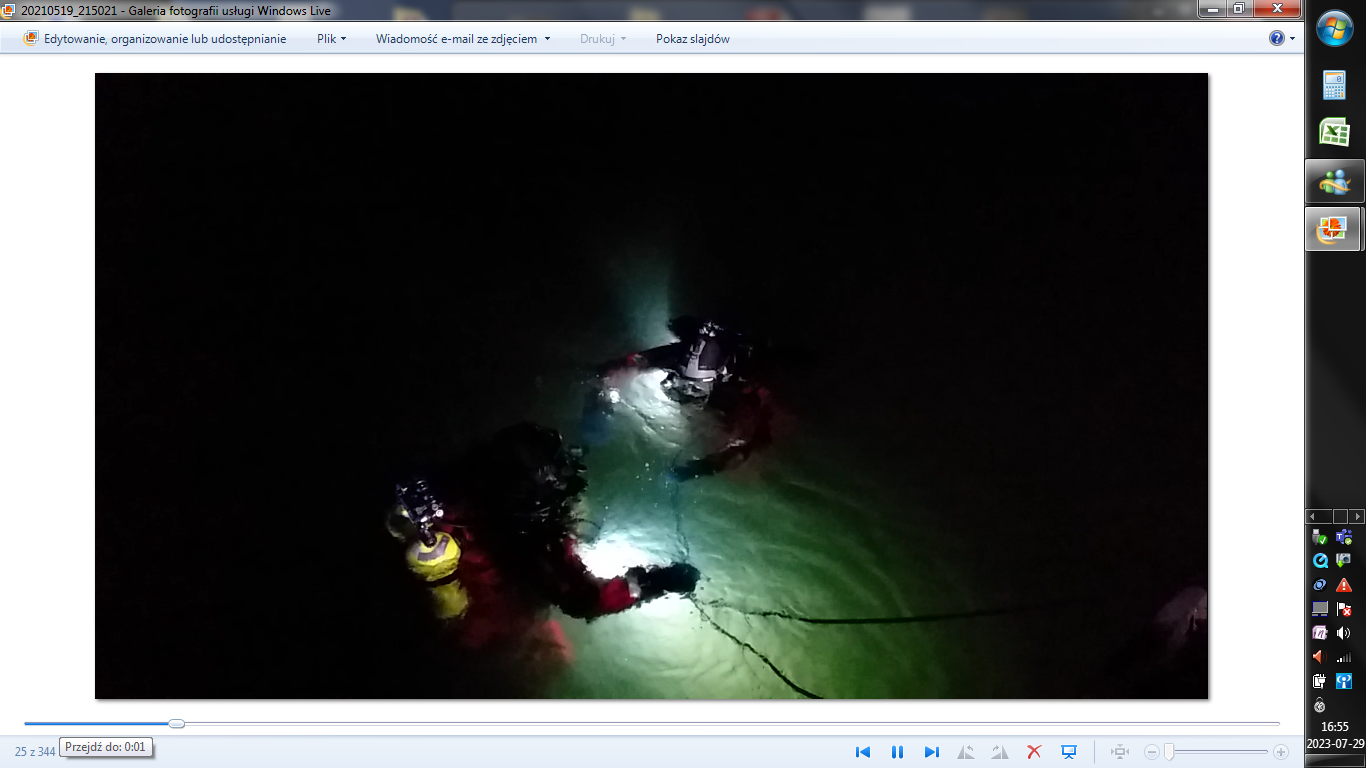 20210519_215021 - Galeria fotografii usługi Windows Live
Edytowanie, organizowanie lub udostępnianie Plik Wiadomość e-mail ze zdjęciem Drukuj Pokaz slajdów
25 z 344
Przejdź do: 0:01
16:55
2023-07-29